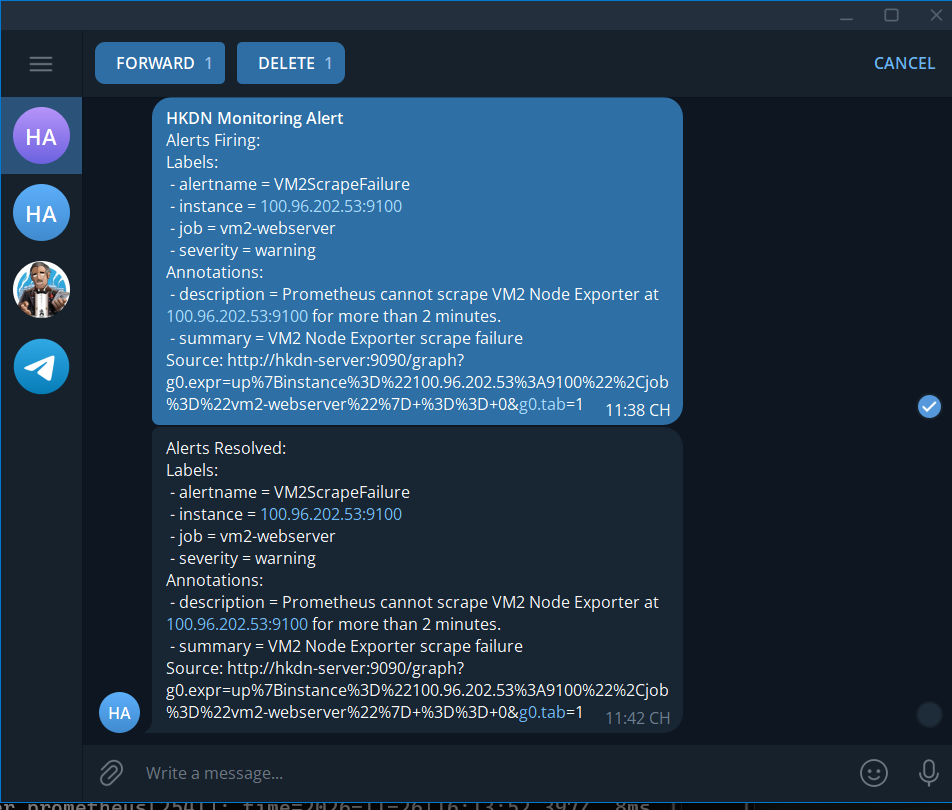 FORWARD 1 DELETE 1 CANCEL
HA
HA
HKDN Monitoring Alert
Alerts Firing:
Labels:
- alertname = VM2ScrapeFailure
- instance = 100.96.202.53:9100
- job = vm2-webserver
- severity = warning
Annotations:
- description = Prometheus cannot scrape VM2 Node Exporter at
100.96.202.53:9100 for more than 2 minutes.
- summary = VM2 Node Exporter scrape failure
Source: http://hkdn-server:9090/graph?
g0.expr=up%7Binstance%3D%22100.96.202.53%3A9100%22%2Cjob
%3D%22vm2-webserver%22%7D+%3D%3D+0&g0.tab=1 11:38 CH
Alerts Resolved:
Labels:
- alertname = VM2ScrapeFailure
- instance = 100.96.202.53:9100
- job = vm2-webserver
- severity = warning
Annotations:
- description = Prometheus cannot scrape VM2 Node Exporter at
100.96.202.53:9100 for more than 2 minutes.
- summary = VM2 Node Exporter scrape failure
Source: http://hkdn-server:9090/graph?
g0.expr=up%7Binstance%3D%22100.96.202.53%3A9100%22%2Cjob
%3D%22vm2-webserver%22%7D+%3D%3D+0&g0.tab=1 11:42 CH
HA
Write a message...